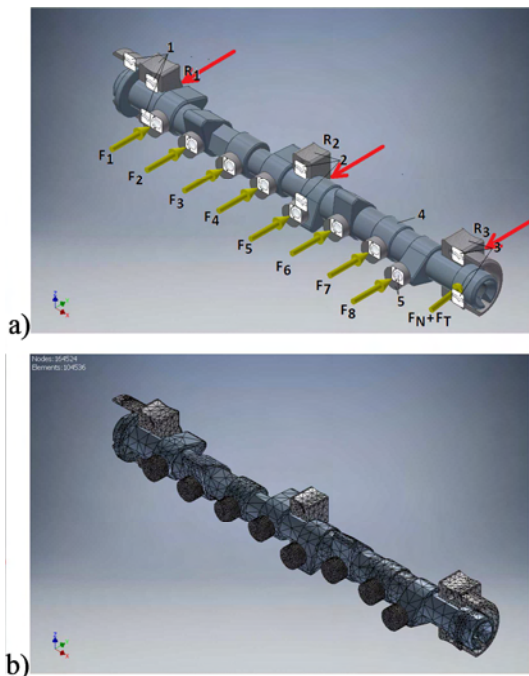 1
R1
R2
2
F1
F2
F3
F4
4
R3
3
F5
F6
F7
F8
5
FN+FT
a)
Nodes:164524
Elements:104536
b)